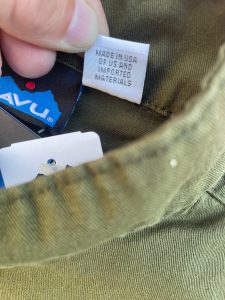 MADE IN USA
OF US AND
IMPORTED
MATERIALS
AVU